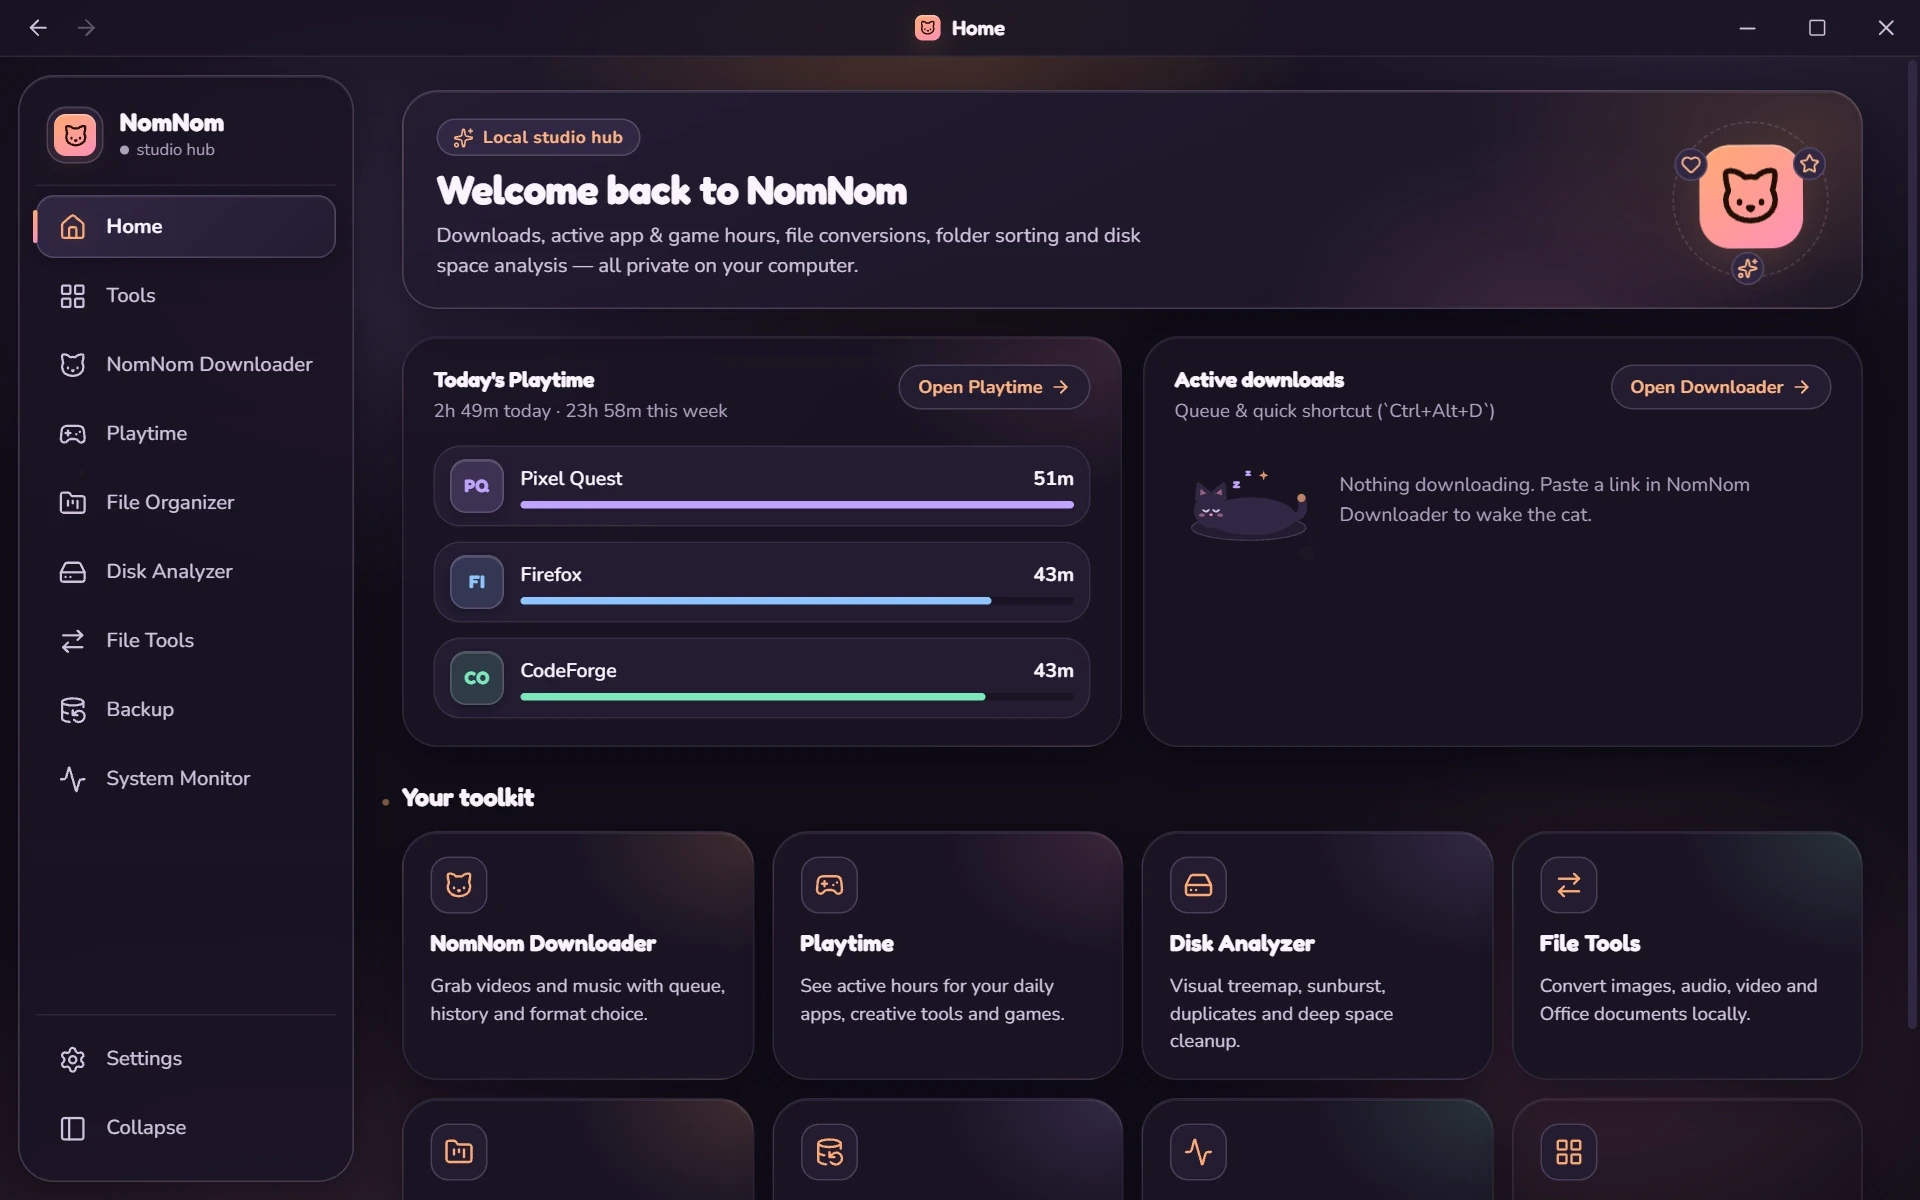 Home
NomNom
studio hub
Home
Tools
NomNom Downloader
Playtime
File Organizer
Disk Analyzer
File Tools
Backup
System Monitor
Settings
Collapse
Local studio hub
Welcome back to NomNom
Downloads, active app & game hours, file conversions, folder sorting and disk
space analysis — all private on your computer.
Today's Playtime
2h 49m today · 23h 58m this week
Open Playtime →
PQ
Pixel Quest
51m
FI
Firefox
43m
CO
CodeForge
43m
Active downloads
Queue & quick shortcut (`Ctrl+Alt+D`)
Open Downloader →
z z
Nothing downloading. Paste a link in NomNom
Downloader to wake the cat.
Your toolkit
NomNom Downloader
Grab videos and music with queue,
history and format choice.
Playtime
See active hours for your daily
apps, creative tools and games.
Disk Analyzer
Visual treemap, sunburst,
duplicates and deep space
cleanup.
File Tools
Convert images, audio, video and
Office documents locally.